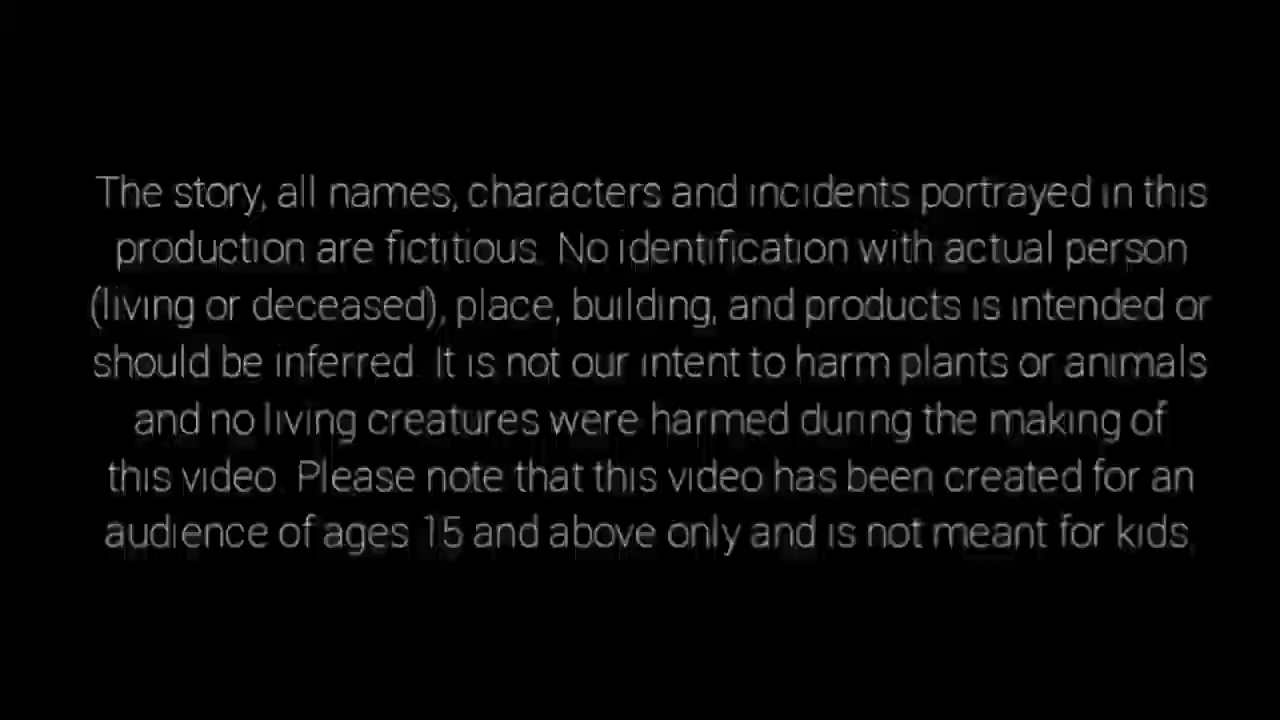 The story, all names, characters and incidents portrayed in this
production are fictitious. No identification with actual person
(living or deceased), place, building, and products is intended or
should be inferred. It is not our intent to harm plants or animals
and no living creatures were harmed during the making of
this video. Please note that this video has been created for an
audience of ages 15 and above only and is not meant for kids.